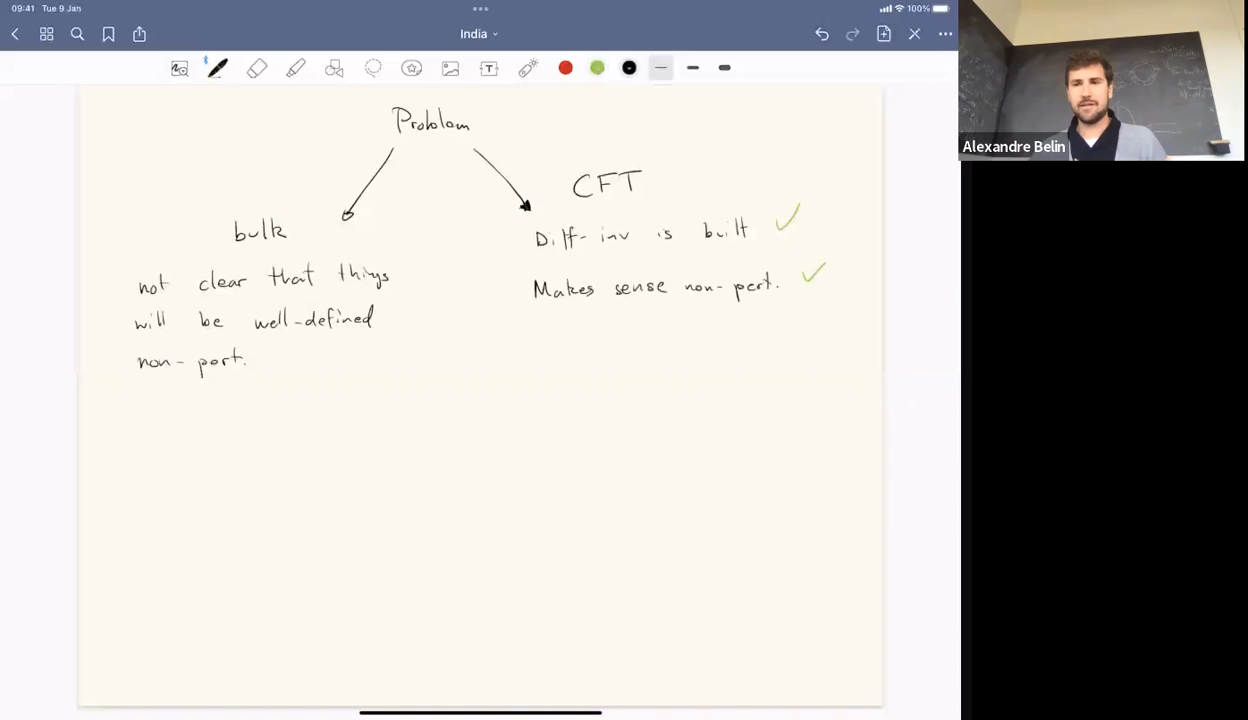 09:41 Tue 9 Jan
100%
India
T
Alexandre Belin
Problem
bulk
not clear that things
will be well-defined
non-pert.
CFT
Diff-inv is built
Makes sense non-pert.